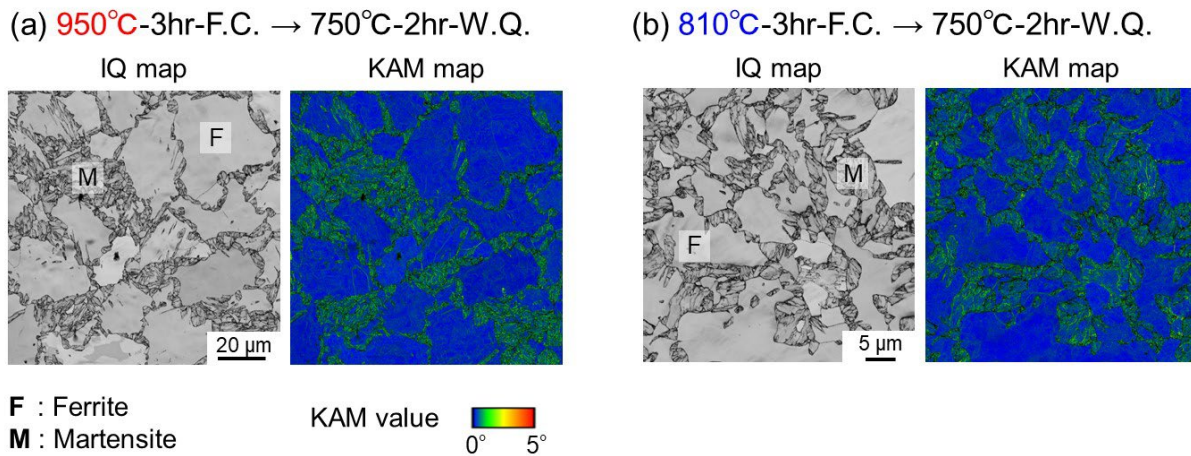 (a) 950℃-3hr-F.C. → 750℃-2hr-W.Q.
IQ map
KAM map
F
M
20 µm
(b) 810℃-3hr-F.C. → 750℃-2hr-W.Q.
IQ map
KAM map
M
F
5 µm
F : Ferrite
M : Martensite
KAM value
0° 5°